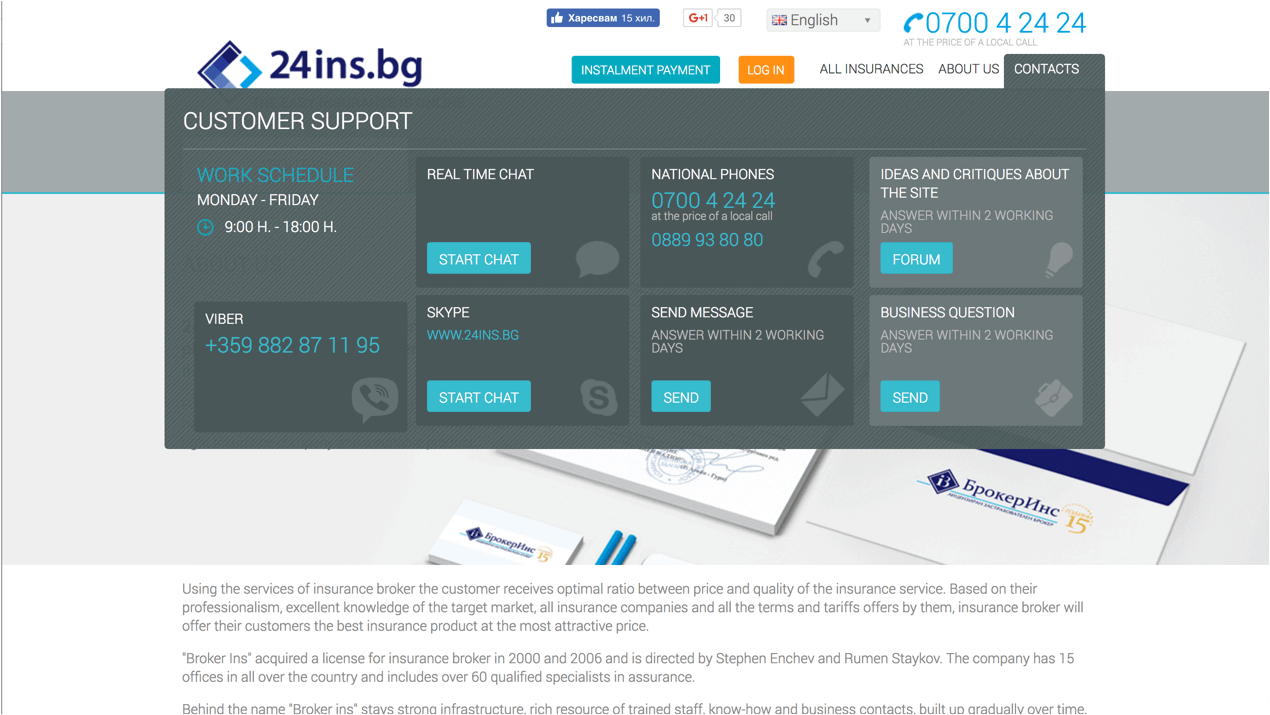 Харесвам 15 хил.
G+1 30
English
0700 4 24 24
AT THE PRICE OF A LOCAL CALL
24ins.bg
INSTALMENT PAYMENT
LOG IN
ALL INSURANCES
ABOUT US
CONTACTS
CUSTOMER SUPPORT
WORK SCHEDULE
MONDAY - FRIDAY
9:00 H. - 18:00 H.
REAL TIME CHAT
START CHAT
NATIONAL PHONES
0700 4 24 24
at the price of a local call
0889 93 80 80
IDEAS AND CRITIQUES ABOUT
THE SITE
ANSWER WITHIN 2 WORKING
DAYS
FORUM
VIBER
+359 882 87 11 95
SKYPE
WWW.24INS.BG
START CHAT
SEND MESSAGE
ANSWER WITHIN 2 WORKING
DAYS
SEND
BUSINESS QUESTION
ANSWER WITHIN 2 WORKING
DAYS
SEND
БрокерИнс
ЛИЦЕНЗИРАН ЗАСТРАХОВАТЕЛЕН БРОКЕР
15
БрокерИнс
15
Using the services of insurance broker the customer receives optimal ratio between price and quality of the insurance service. Based on their
professionalism, excellent knowledge of the target market, all insurance companies and all the terms and tariffs offers by them, insurance broker will
offer their customers the best insurance product at the most attractive price.
"Broker Ins" acquired a license for insurance broker in 2000 and 2006 and is directed by Stephen Enchev and Rumen Staykov. The company has 15
offices in all over the country and includes over 60 qualified specialists in assurance.
Behind the name "Broker ins" stays strong infrastructure, rich resource of trained staff, know-how and business contacts, built up gradually over time.